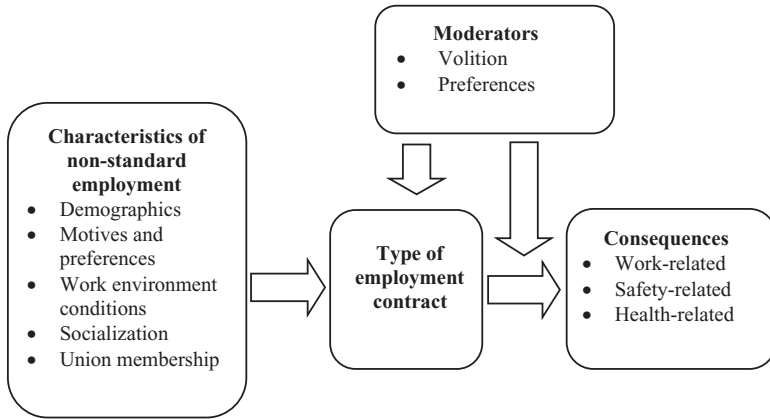 Moderators
• Volition
• Preferences
Characteristics of
non-standard
employment
• Demographics
• Motives and
preferences
• Work environment
conditions
• Socialization
• Union membership
Type of
employment
contract
Consequences
• Work-related
• Safety-related
• Health-related